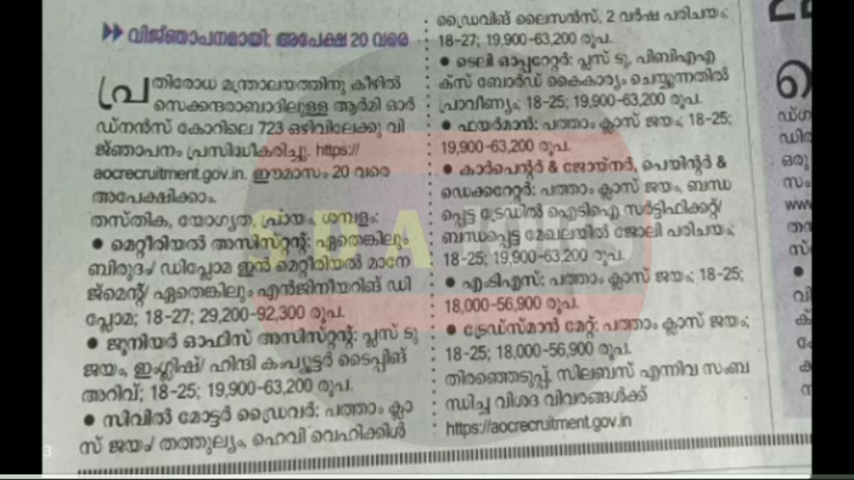 വിജ്ഞാപനമായി; അപേക്ഷ 20 വരെ
പ്രതിരോധ മന്ത്രാലയത്തിനു കീഴിൽ
സെക്കന്ദരാബാദിലുള്ള ആർമി ഓർ
ഡ്നൻസ് കോറിലെ 723 ഒഴിവിലേക്കു വി
ജ്ഞാപനം പ്രസിദ്ധീകരിച്ചു. https://
aocrecruitment.gov.in. ഈമാസം 20 വരെ
അപേക്ഷിക്കാം.
തസ്തിക, യോഗ്യത, പ്രായം, ശമ്പളം:
● മെറ്റീരിയൽ അസിസ്റ്റന്റ്: ഏതെങ്കിലും
ബിരുദം/ ഡിപ്ലോമ ഇൻ മെറ്റീരിയൽ മാനേ
ജ്മെന്റ്/ ഏതെങ്കിലും എൻജിനീയറിങ് ഡി
പ്ലോമ; 18-27; 29,200-92,300 രൂപ.
● ജൂനിയർ ഓഫിസ് അസിസ്റ്റന്റ്: പ്ലസ് ടു
ജയം, ഇംഗ്ലിഷ്/ ഹിന്ദി കംപ്യൂട്ടർ ടൈപ്പിങ്
അറിവ്; 18-25; 19,900-63,200 രൂപ.
● സിവിൽ മോട്ടർ ഡ്രൈവർ: പത്താം ക്ലാ
സ് ജയം/ തത്തുല്യം, ഹെവി വെഹിക്കിൾ
ഡ്രൈവിങ് ലൈസൻസ്, 2 വർഷ പരിചയം;
18-27; 19,900-63,200 രൂപ.
● ടെലി ഓപ്പറേറ്റർ: പ്ലസ് ടു, പിബിഎ
ക്സ് ബോർഡ് കൈകാര്യം ചെയ്യുന്നതിൽ
പ്രാവീണ്യം; 18-25; 19,900-63,200 രൂപ.
● ഫയർമാൻ: പത്താം ക്ലാസ് ജയം; 18-25;
19,900-63,200 രൂപ.
● കാർപെന്റർ & ജോയ്നർ, പെയിന്റർ &
ഡെക്കറേറ്റർ: പത്താം ക്ലാസ് ജയം, ബന്ധ
പ്പെട്ട ട്രേഡിൽ ഐടിഐ സർട്ടിഫിക്കറ്റ്/
ബന്ധപ്പെട്ട മേഖലയിൽ ജോലി പരിചയം;
18-25; 19,900-63,200 രൂപ.
● എംടിഎസ്: പത്താം ക്ലാസ് ജയം; 18-25;
18,000-56,900 രൂപ.
● ട്രേഡ്സ്മാൻ മേറ്റ്: പത്താം ക്ലാസ് ജയം;
18-25; 18,000-56,900 രൂപ.
തിരഞ്ഞെടുപ്പ്, സിലബസ് എന്നിവ സംബ
ന്ധിച്ച വിശദ വിവരങ്ങൾക്ക്
https://aocrecruitment.gov.in